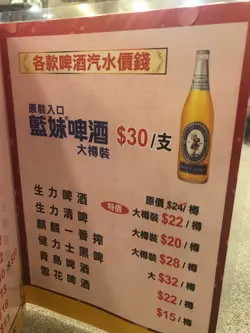 各款啤酒汽水價錢
原裝入口
藍妹啤酒 $30/支
大樽裝
生力啤酒 原價 $24/樽
特價 大樽裝 $22/樽
生力清啤 大樽裝 $20/樽
麒麟一番搾 大樽裝 $28/樽
健力士黑啤 大 $32/樽
青島啤酒 $22/樽
雪花啤酒 $15/樽